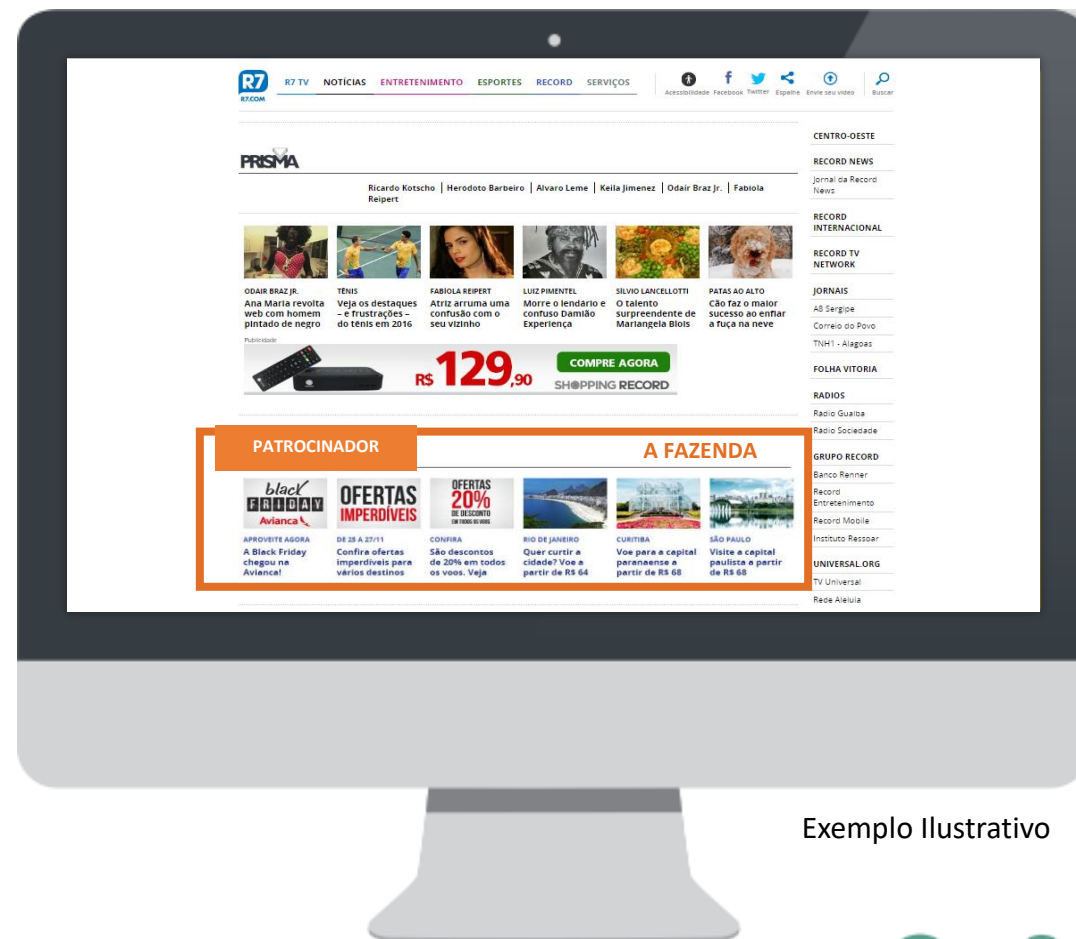 R7
R7.COM
R7 TV NOTÍCIAS ENTRETENIMENTO ESPORTES RECORD SERVIÇOS
Acessibilidade Facebook Twitter Espalhe Envie seu vídeo Buscar
PRISMA
Ricardo Kotscho | Herodoto Barbeiro | Alvaro Leme | Keila Jimenez | Odair Braz Jr. | Fabiola
Reipert
ODAIR BRAZ JR.
Ana Maria revolta
web com homem
pintado de negro
TÊNIS
Veja os destaques
– e frustrações –
do tênis em 2016
FABÍOLA REIPERT
Atriz arruma uma
confusão com o
seu vizinho
LUIZ PIMENTEL
Morre o lendário e
confuso Damião
Experiença
SÍLVIO LANCELLOTTI
O talento
surpreendente de
Mariangela Blois
PATAS AO ALTO
Cão faz o maior
sucesso ao enfiar
a fuça na neve
Publicidade
R$ 129,90
COMPRE AGORA
SHOPPING RECORD
PATROCINADOR
A FAZENDA
black
FRIDAY
Avianca
APROVEITE AGORA
A Black Friday
chegou na
Avianca!
OFERTAS
IMPERDÍVEIS
DE 25 A 27/11
Confira ofertas
imperdíveis para
vários destinos
OFERTAS
20%
DE DESCONTO
EM TODOS OS VOOS
CONFIRA
São descontos
de 20% em todos
os voos. Veja
RIO DE JANEIRO
Quer curtir a
cidade? Voe a
partir de R$ 64
CURITIBA
Voe para a capital
paranaense a
partir de R$ 68
SÃO PAULO
Visite a capital
paulista a partir
de R$ 68
CENTRO-OESTE
RECORD NEWS
Jornal da Record
News
RECORD
INTERNACIONAL
RECORD TV
NETWORK
JORNAIS
A8 Sergipe
Correio do Povo
TNH1 - Alagoas
FOLHA VITORIA
RADIOS
Radio Guaiba
Radio Sociedade
GRUPO RECORD
Banco Renner
Record
Entretenimento
Record Mobile
Instituto Ressoar
UNIVERSAL.ORG
TV Universal
Rede Aleluia
Exemplo Ilustrativo